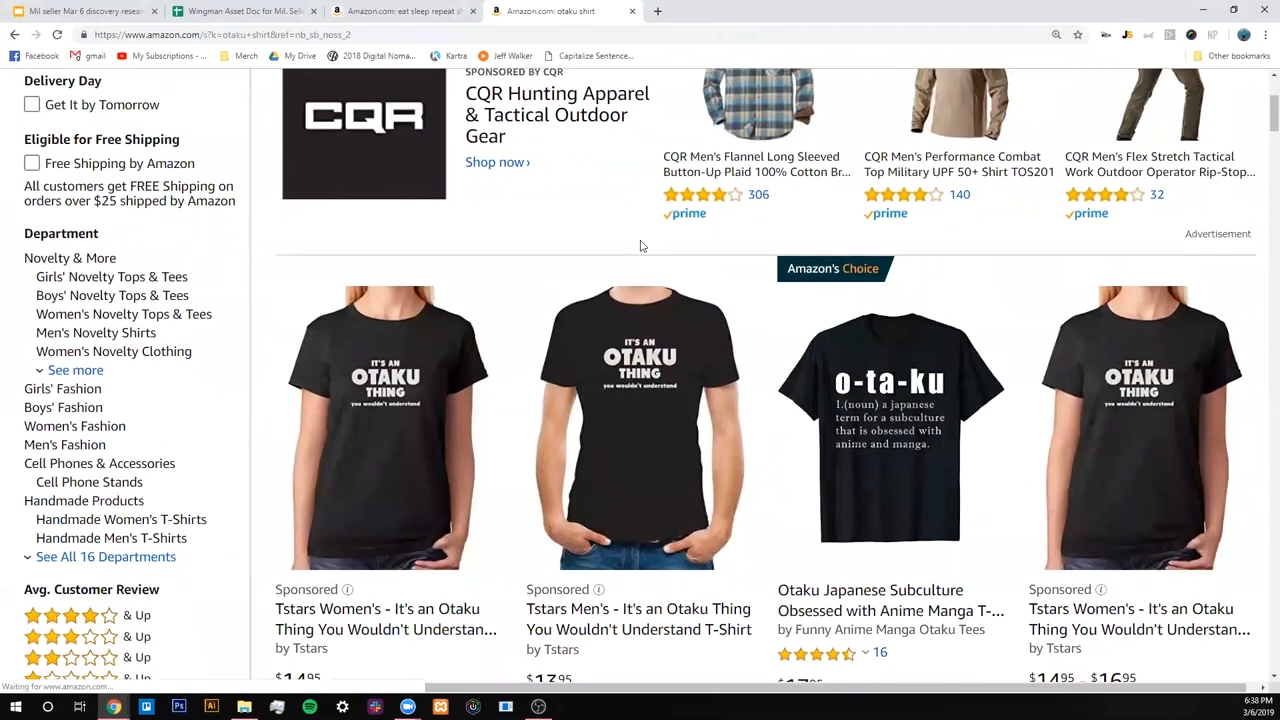 Mil seller Mar 6 discovery resear
Wingman Asset Doc for Mil. Selle
Amazon.com: eat sleep repeat sh
Amazon.com: otaku shirt
https://www.amazon.com/s?k=otaku+shirt&ref=nb_sb_noss_2
Facebook
gmail
My Subscriptions - ...
Merch
My Drive
2018 Digital Noma...
Kartra
Jeff Walker
Capitalize Sentence...
Other bookmarks
Delivery Day
Get It by Tomorrow
Eligible for Free Shipping
Free Shipping by Amazon
All customers get FREE Shipping on
orders over $25 shipped by Amazon
Department
Novelty & More
Girls' Novelty Tops & Tees
Boys' Novelty Tops & Tees
Women's Novelty Tops & Tees
Men's Novelty Shirts
Women's Novelty Clothing
See more
Girls' Fashion
Boys' Fashion
Women's Fashion
Men's Fashion
Cell Phones & Accessories
Cell Phone Stands
Handmade Products
Handmade Women's T-Shirts
Handmade Men's T-Shirts
See All 16 Departments
Avg. Customer Review
& Up
& Up
& Up
CQR
SPONSORED BY CQR
CQR Hunting Apparel
& Tactical Outdoor
Gear
Shop now ›
CQR Men's Flannel Long Sleeved
Button-Up Plaid 100% Cotton Br...
306
prime
CQR Men's Performance Combat
Top Military UPF 50+ Shirt TOS201
140
prime
CQR Men's Flex Stretch Tactical
Work Outdoor Operator Rip-Stop...
32
prime
Advertisement
Amazon's Choice
IT'S AN
OTAKU
THING
you wouldn't understand
IT'S AN
OTAKU
THING
you wouldn't understand
o-ta-ku
1.(noun) a japanese
term for a subculture
that is obsessed with
anime and manga.
IT'S AN
OTAKU
THING
you wouldn't understand
Sponsored
Tstars Women's - It's an Otaku
Thing You Wouldn't Understan...
by Tstars
$14.95
Sponsored
Tstars Men's - It's an Otaku Thing
You Wouldn't Understand T-Shirt
by Tstars
$13.95
Otaku Japanese Subculture
Obsessed with Anime Manga T-...
by Funny Anime Manga Otaku Tees
16
Sponsored
Tstars Women's - It's an Otaku
Thing You Wouldn't Understan...
by Tstars
$14.95 - $16.95
Waiting for www.amazon.com...
6:38 PM
3/6/2019